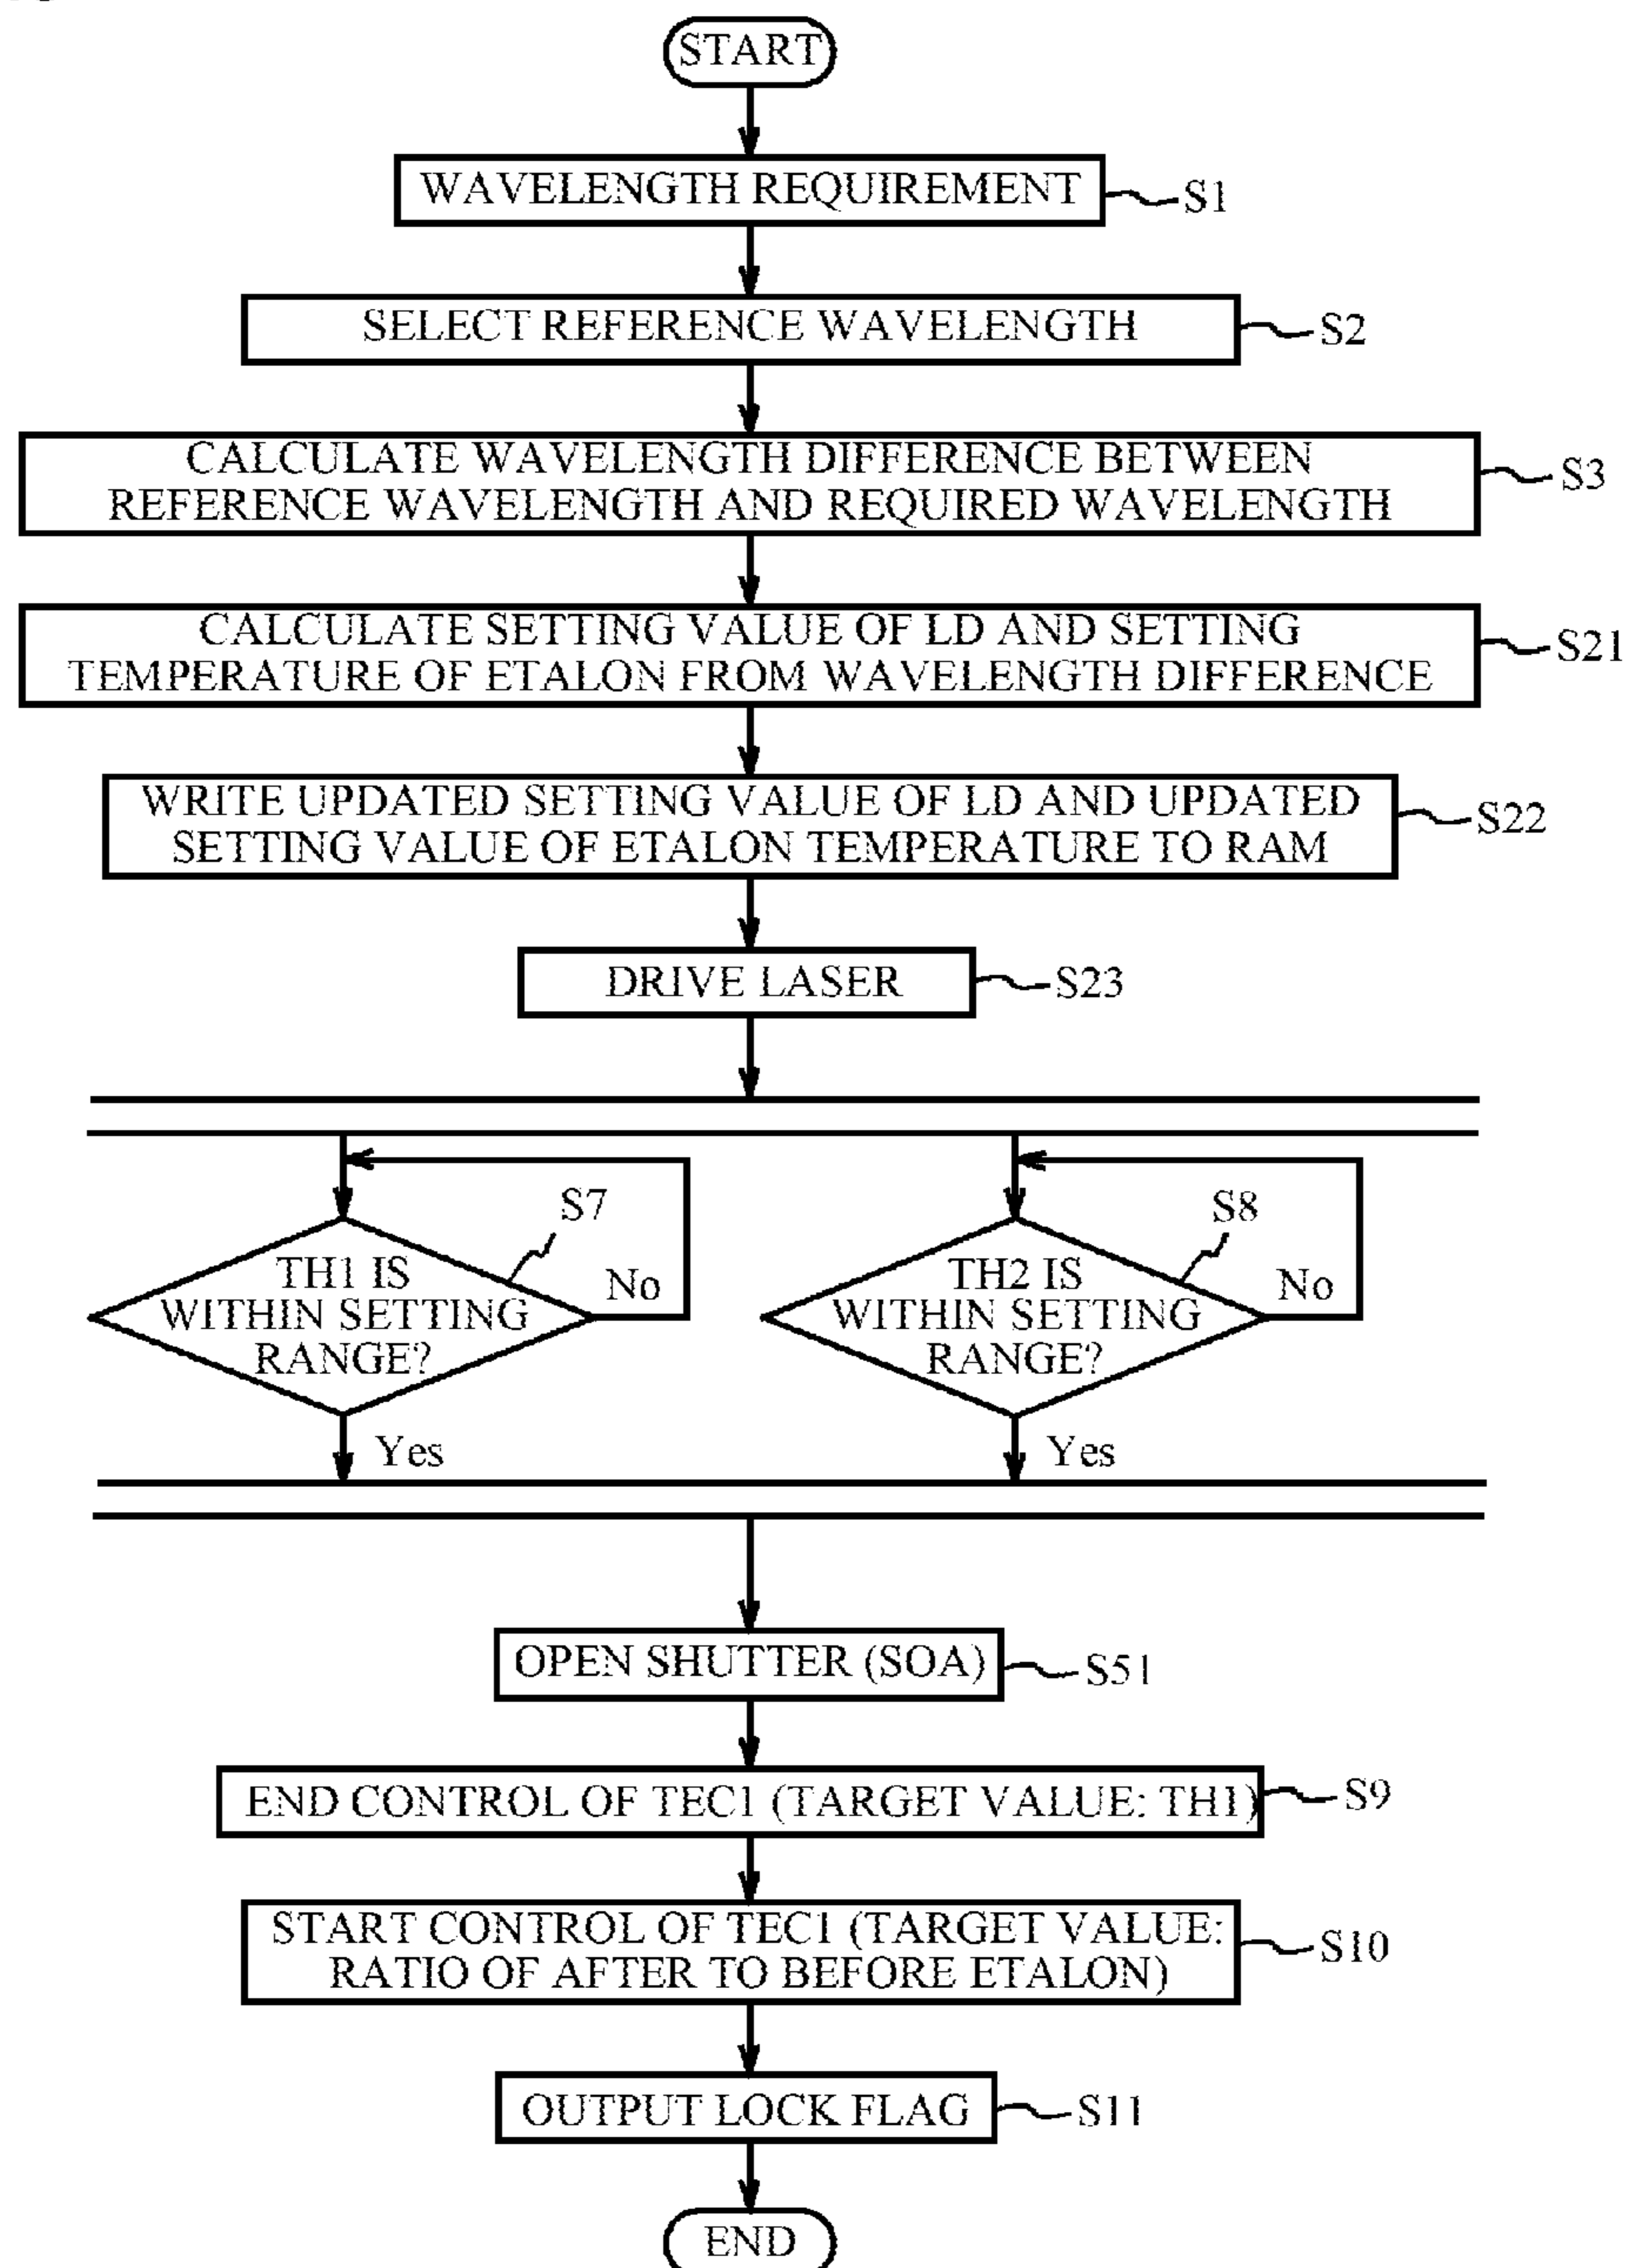 START
WAVELENGTH REQUIREMENT
S1
SELECT REFERENCE WAVELENGTH
S2
CALCULATE WAVELENGTH DIFFERENCE BETWEEN
REFERENCE WAVELENGTH AND REQUIRED WAVELENGTH
S3
CALCULATE SETTING VALUE OF LD AND SETTING
TEMPERATURE OF ETALON FROM WAVELENGTH DIFFERENCE
S21
WRITE UPDATED SETTING VALUE OF LD AND UPDATED
SETTING VALUE OF ETALON TEMPERATURE TO RAM
S22
DRIVE LASER
S23
S7
TH1 IS
WITHIN SETTING
RANGE?
No
Yes
S8
TH2 IS
WITHIN SETTING
RANGE?
No
Yes
OPEN SHUTTER (SOA)
S51
END CONTROL OF TEC1 (TARGET VALUE: TH1)
S9
START CONTROL OF TEC1 (TARGET VALUE:
RATIO OF AFTER TO BEFORE ETALON)
S10
OUTPUT LOCK FLAG
S11
END